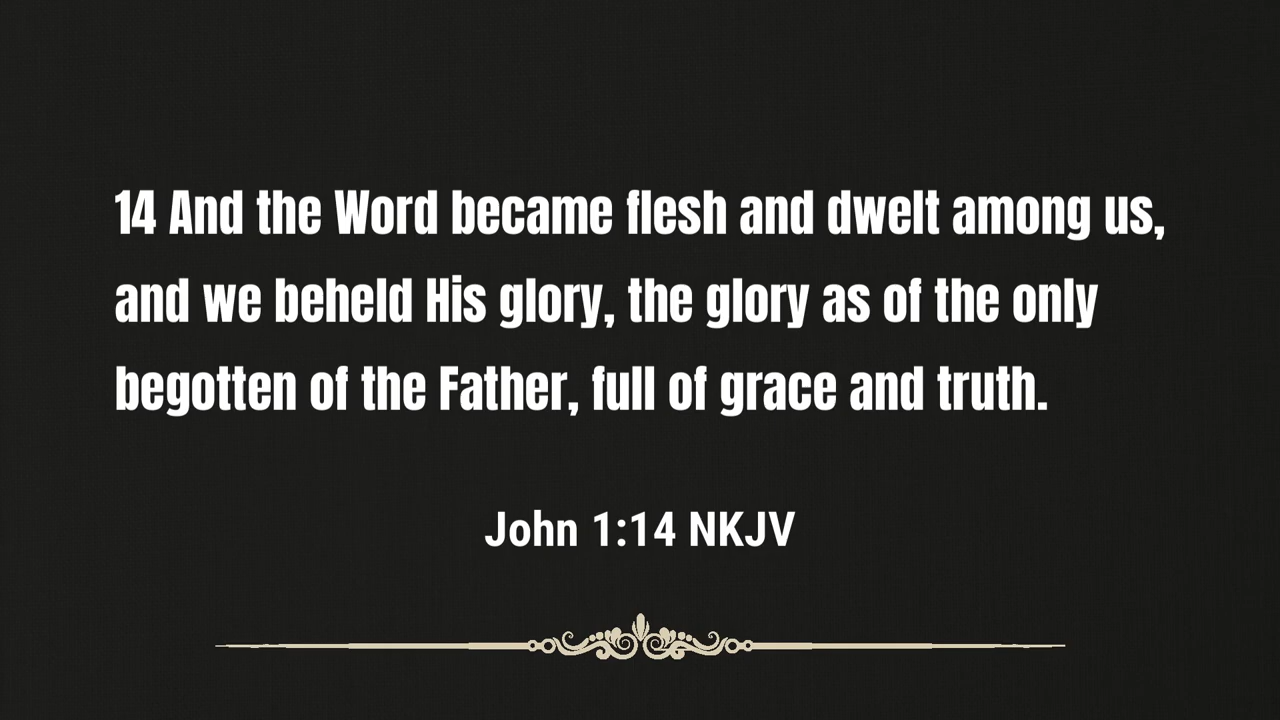 14 And the Word became flesh and dwelt among us,
and we beheld His glory, the glory as of the only
begotten of the Father, full of grace and truth.
John 1:14 NKJV